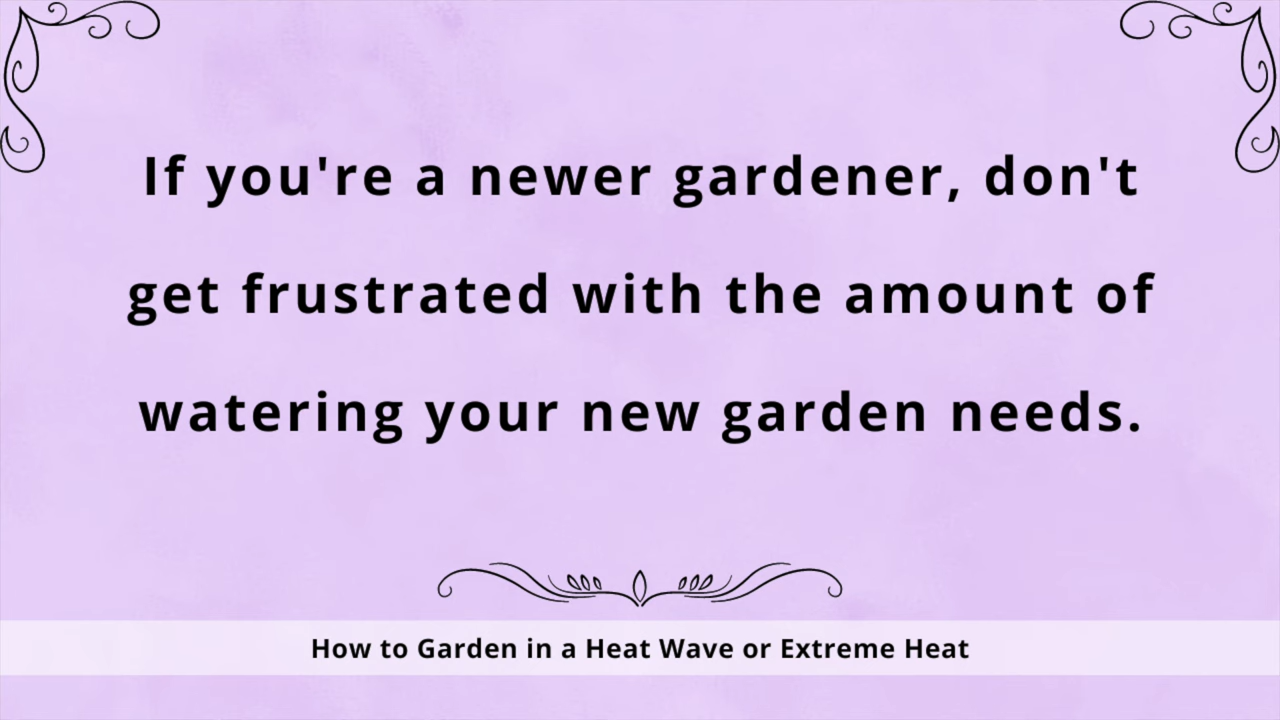 If you're a newer gardener, don't
get frustrated with the amount of
watering your new garden needs.
How to Garden in a Heat Wave or Extreme Heat